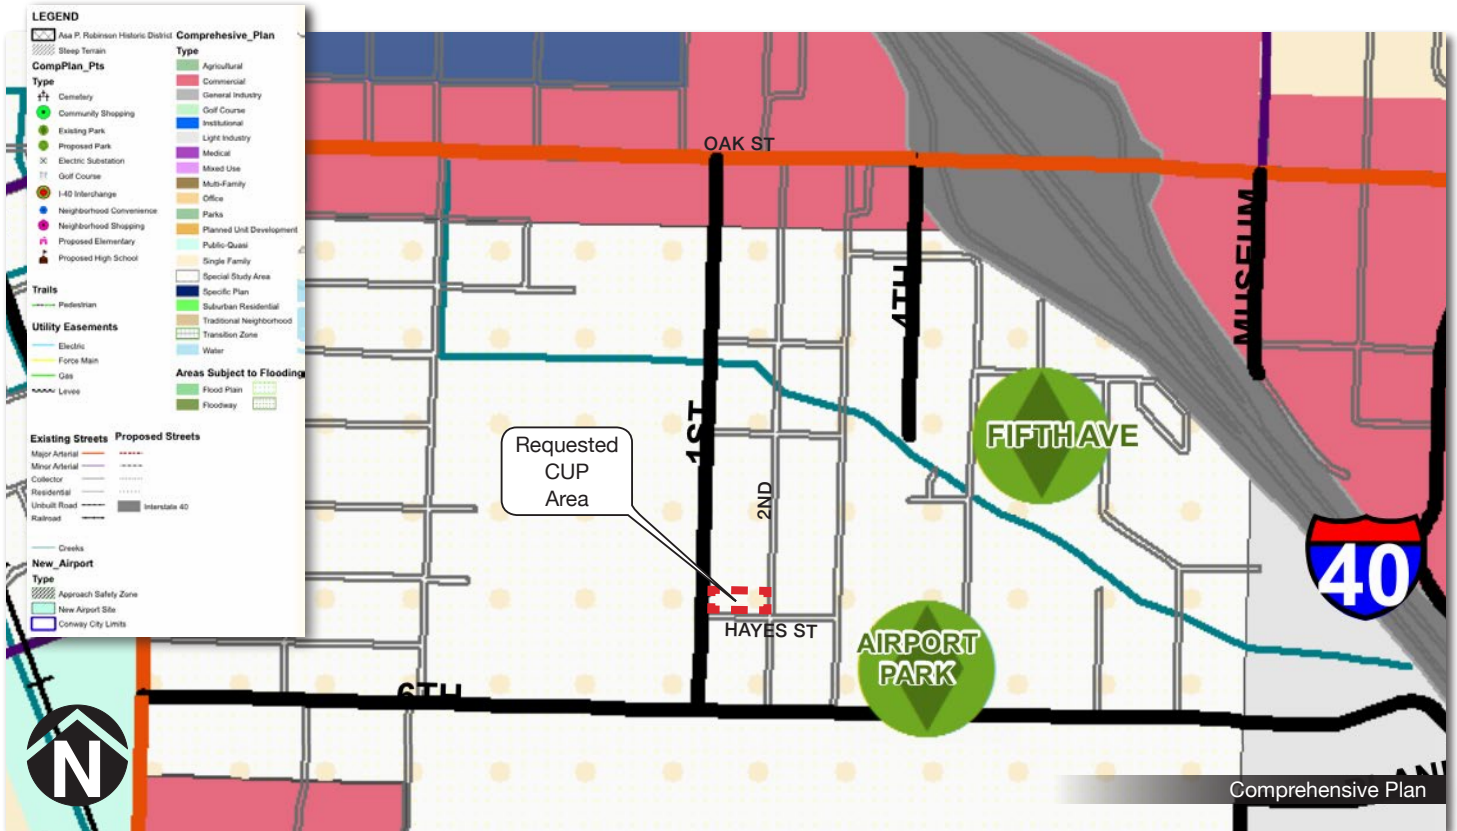 LEGEND
Asa P. Robinson Historic District
Steep Terrain
CompPlan_Pts
Type
Cemetery
Community Shopping
Existing Park
Proposed Park
Electric Substation
Golf Course
I-40 Interchange
Neighborhood Convenience
Neighborhood Shopping
Proposed Elementary
Proposed High School
Trails
Pedestrian
Utility Easements
Electric
Force Main
Gas
Levee
Comprehesive_Plan
Type
Agricultural
Commercial
General Industry
Golf Course
Institutional
Light Industry
Medical
Mixed Use
Multi-Family
Office
Parks
Planned Unit Development
Public-Quasi
Single Family
Special Study Area
Specific Plan
Suburban Residential
Traditional Neighborhood
Transition Zone
Water
Areas Subject to Flooding
Flood Plain
Floodway
Existing Streets Proposed Streets
Major Arterial
Minor Arterial
Collector
Residential
Unbuilt Road
Interstate 40
Railroad
Creeks
New_Airport
Type
Approach Safety Zone
New Airport Site
Conway City Limits
OAK ST
MUSEUM
4TH
1ST
FIFTH AVE
Requested
CUP
Area
2ND
40
HAYES ST
AIRPORT
PARK
6TH
N
Comprehensive Plan